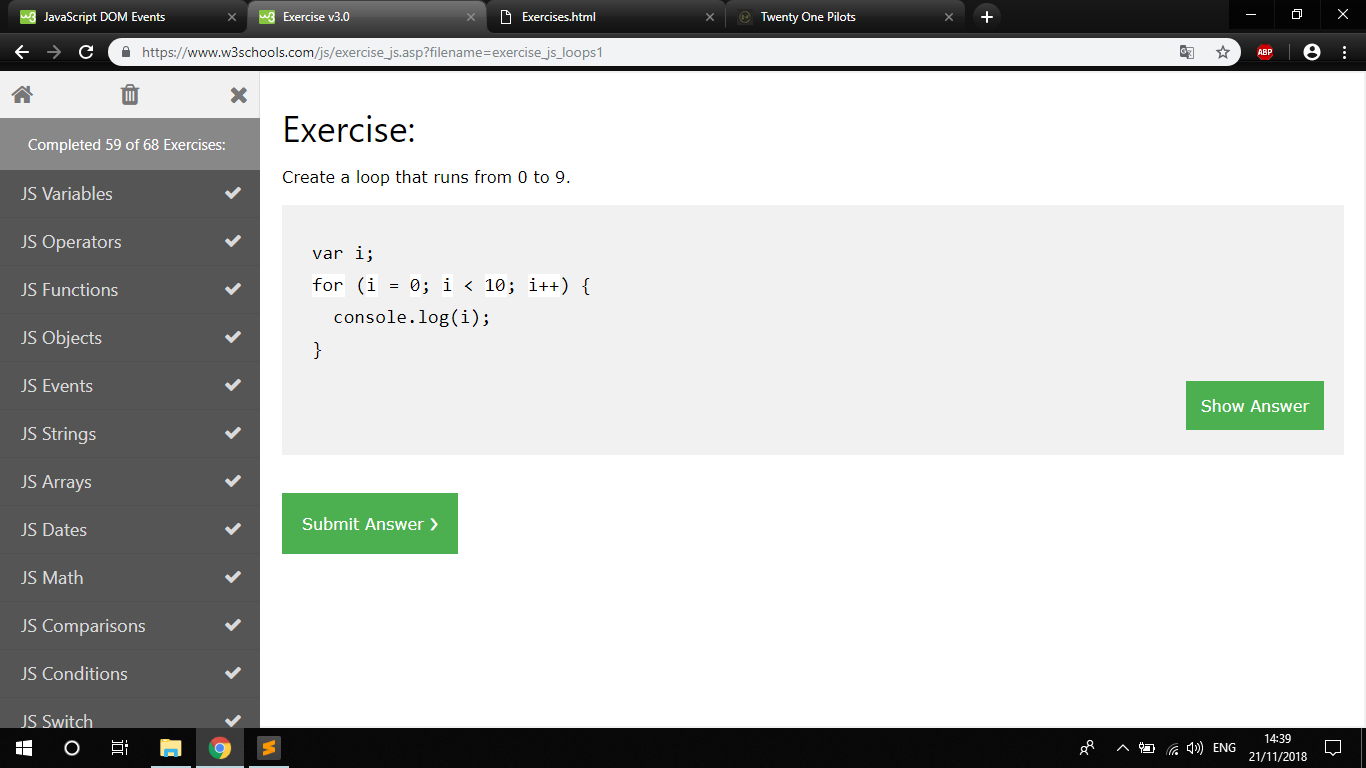 JavaScript DOM Events
Exercise v3.0
Exercises.html
Twenty One Pilots
https://www.w3schools.com/js/exercise_js.asp?filename=exercise_js_loops1
ABP
Completed 59 of 68 Exercises:
JS Variables
JS Operators
JS Functions
JS Objects
JS Events
JS Strings
JS Arrays
JS Dates
JS Math
JS Comparisons
JS Conditions
JS Switch
Exercise:
Create a loop that runs from 0 to 9.
var i;
for (i = 0; i < 10; i++) {
console.log(i);
}
Show Answer
Submit Answer ❯
ENG
14:39
21/11/2018